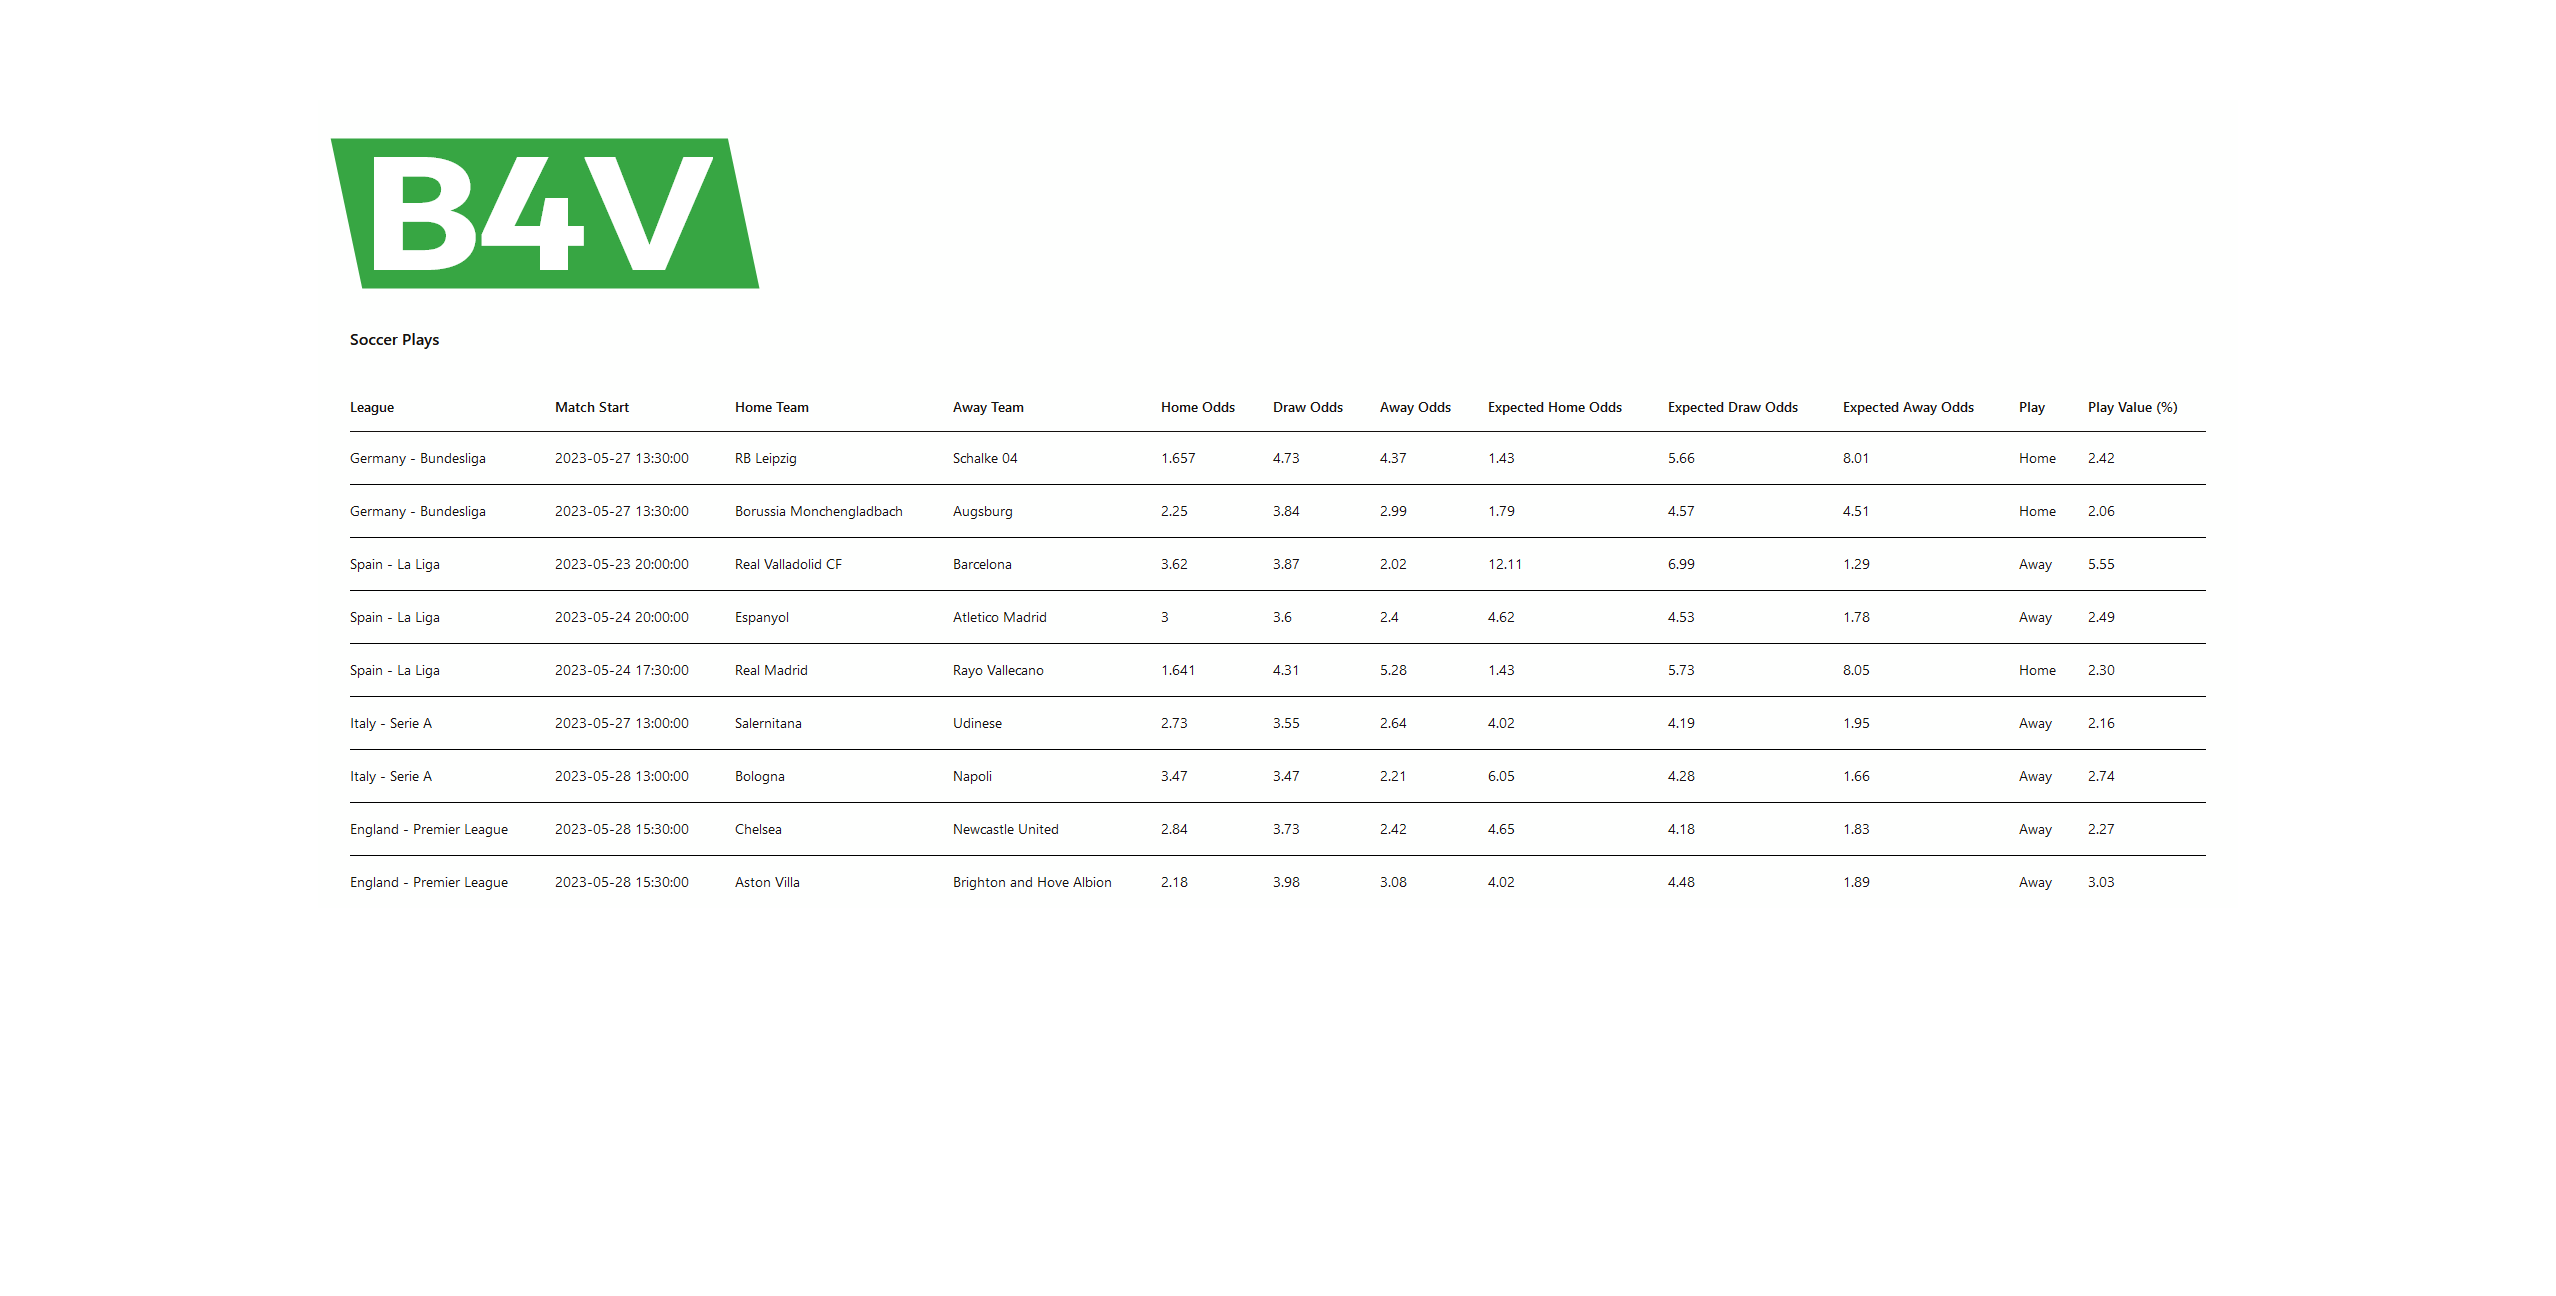 B4V
Soccer Plays
League Match Start Home Team Away Team Home Odds Draw Odds Away Odds Expected Home Odds Expected Draw Odds Expected Away Odds Play Play Value (%)
Germany - Bundesliga 2023-05-27 13:30:00 RB Leipzig Schalke 04 1.657 4.73 4.37 1.43 5.66 8.01 Home 2.42
Germany - Bundesliga 2023-05-27 13:30:00 Borussia Monchengladbach Augsburg 2.25 3.84 2.99 1.79 4.57 4.51 Home 2.06
Spain - La Liga 2023-05-23 20:00:00 Real Valladolid CF Barcelona 3.62 3.87 2.02 12.11 6.99 1.29 Away 5.55
Spain - La Liga 2023-05-24 20:00:00 Espanyol Atletico Madrid 3 3.6 2.4 4.62 4.53 1.78 Away 2.49
Spain - La Liga 2023-05-24 17:30:00 Real Madrid Rayo Vallecano 1.641 4.31 5.28 1.43 5.73 8.05 Home 2.30
Italy - Serie A 2023-05-27 13:00:00 Salernitana Udinese 2.73 3.55 2.64 4.02 4.19 1.95 Away 2.16
Italy - Serie A 2023-05-28 13:00:00 Bologna Napoli 3.47 3.47 2.21 6.05 4.28 1.66 Away 2.74
England - Premier League 2023-05-28 15:30:00 Chelsea Newcastle United 2.84 3.73 2.42 4.65 4.18 1.83 Away 2.27
England - Premier League 2023-05-28 15:30:00 Aston Villa Brighton and Hove Albion 2.18 3.98 3.08 4.02 4.48 1.89 Away 3.03